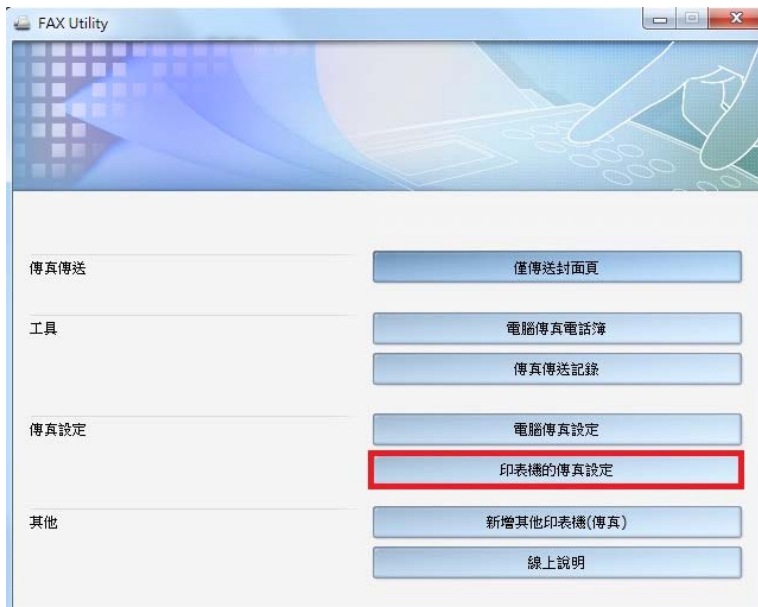 FAX Utility
傳真傳送
僅傳送封面頁
工具
電腦傳真電話簿
傳真傳送記錄
傳真設定
電腦傳真設定
印表機的傳真設定
其他
新增其他印表機(傳真)
線上說明